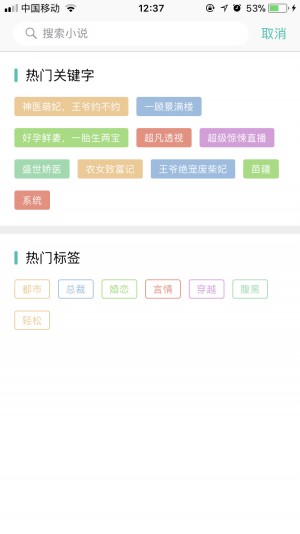 中国移动 12:37 53%
搜索小说 取消
热门关键字
神医萌妃，王爷约不约 一顾景满楼
好孕鲜妻，一胎生两宝 超凡透视 超级惊悚直播
盛世娇医 农女致富记 王爷绝宠废柴妃 苗疆
系统
热门标签
都市 总裁 婚恋 言情 穿越 腹黑
轻松